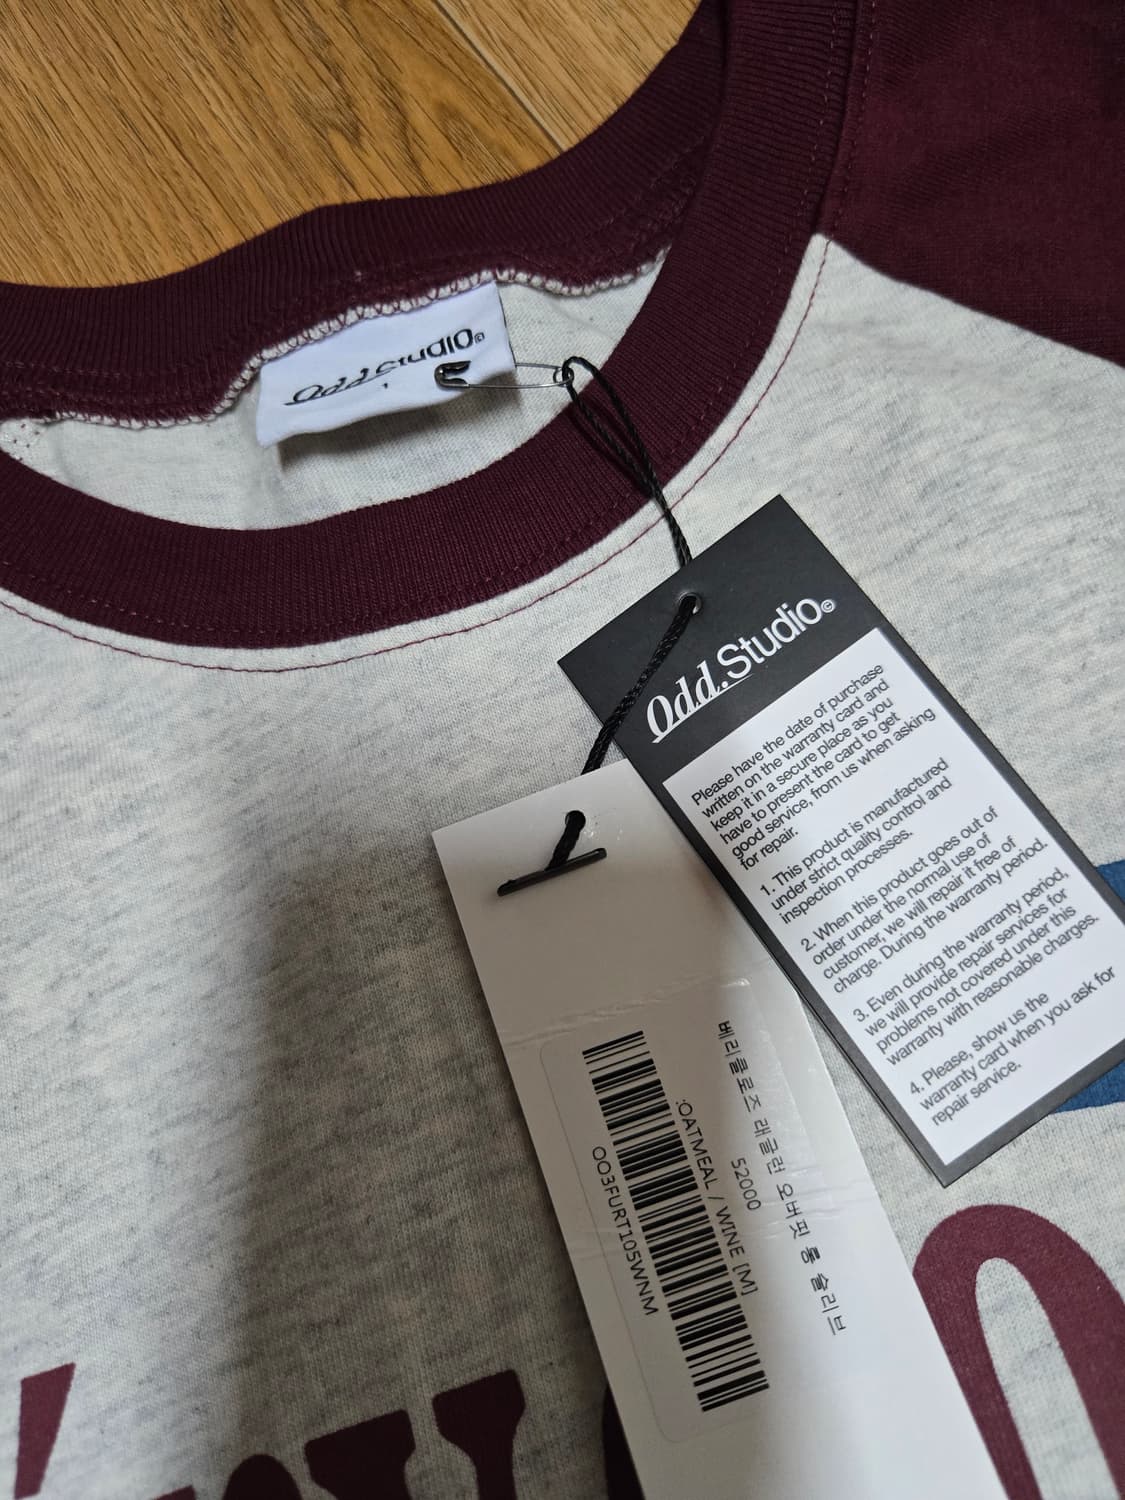 Odd.Studio©
Odd.Studio©
Please have the date of purchase
written on the warranty card and
keep it in a secure place as you
have to present the card to get
good service, from us when asking
for repair.
1. This product is manufactured
under strict quality control and
inspection processes.
2. When this product goes out of
order under the normal use of
customer, we will repair it free of
charge. During the warranty period.
3. Even during the warranty period,
we will provide repair services for
problems not covered under this
warranty with reasonable charges.
4. Please, show us the
warranty card when you ask for
repair service.
베리클로즈 래글런 오버핏 롱 슬리브
52000
:OATMEAL / WINE [M]
OO3FURT105WNM